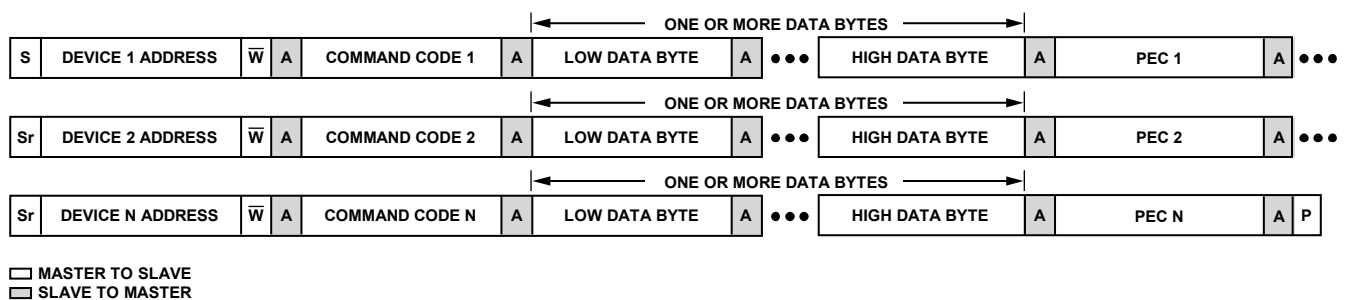 ONE OR MORE DATA BYTES
S DEVICE 1 ADDRESS W̅ A COMMAND CODE 1 A LOW DATA BYTE A ••• HIGH DATA BYTE A PEC 1 A •••
ONE OR MORE DATA BYTES
Sr DEVICE 2 ADDRESS W̅ A COMMAND CODE 2 A LOW DATA BYTE A ••• HIGH DATA BYTE A PEC 2 A •••
ONE OR MORE DATA BYTES
Sr DEVICE N ADDRESS W̅ A COMMAND CODE N A LOW DATA BYTE A ••• HIGH DATA BYTE A PEC N A P
MASTER TO SLAVE
SLAVE TO MASTER